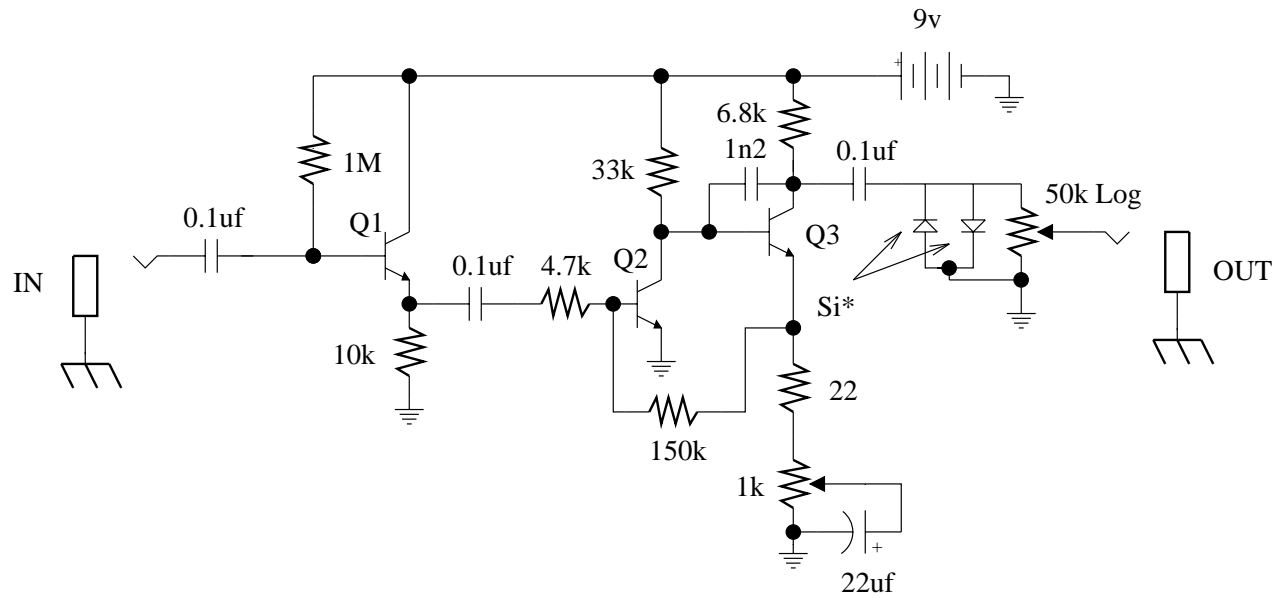 9v
+
6.8k
1n2
0.1uf
33k
1M
50k Log
0.1uf
Q1
Q3
0.1uf
4.7k
Q2
IN
OUT
Si*
10k
22
150k
1k
+
22uf